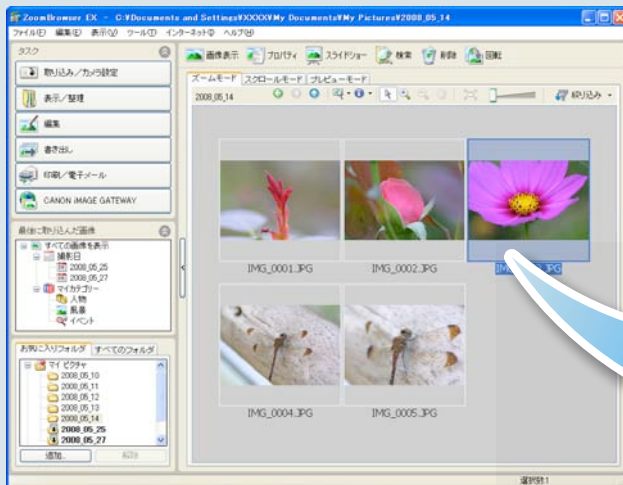 ZoomBrowser EX - C:¥Documents and Settings¥XXXX¥My Documents¥My Pictures¥2008_05_14
ファイル(F) 編集(E) 表示(V) ツール(T) インターネット(I) ヘルプ(H)
タスク
取り込み／カメラ設定
表示／整理
編集
書き出し
印刷／電子メール
CANON iMAGE GATEWAY
最後に取り込んだ画像
すべての画像を表示
撮影日
2008_05_25
2008_05_27
マイカテゴリー
人物
風景
イベント
お気に入りフォルダ すべてのフォルダ
マイ ピクチャ
2008_05_10
2008_05_11
2008_05_12
2008_05_13
2008_05_14
2008_05_25
2008_05_27
追加...
画像表示 プロパティ スライドショー 検索 削除 回転
ズームモード スクロールモード プレビューモード
2008_05_14 絞り込み
IMG_0001.JPG IMG_0002.JPG
IMG_0004.JPG IMG_0005.JPG
選択数:1